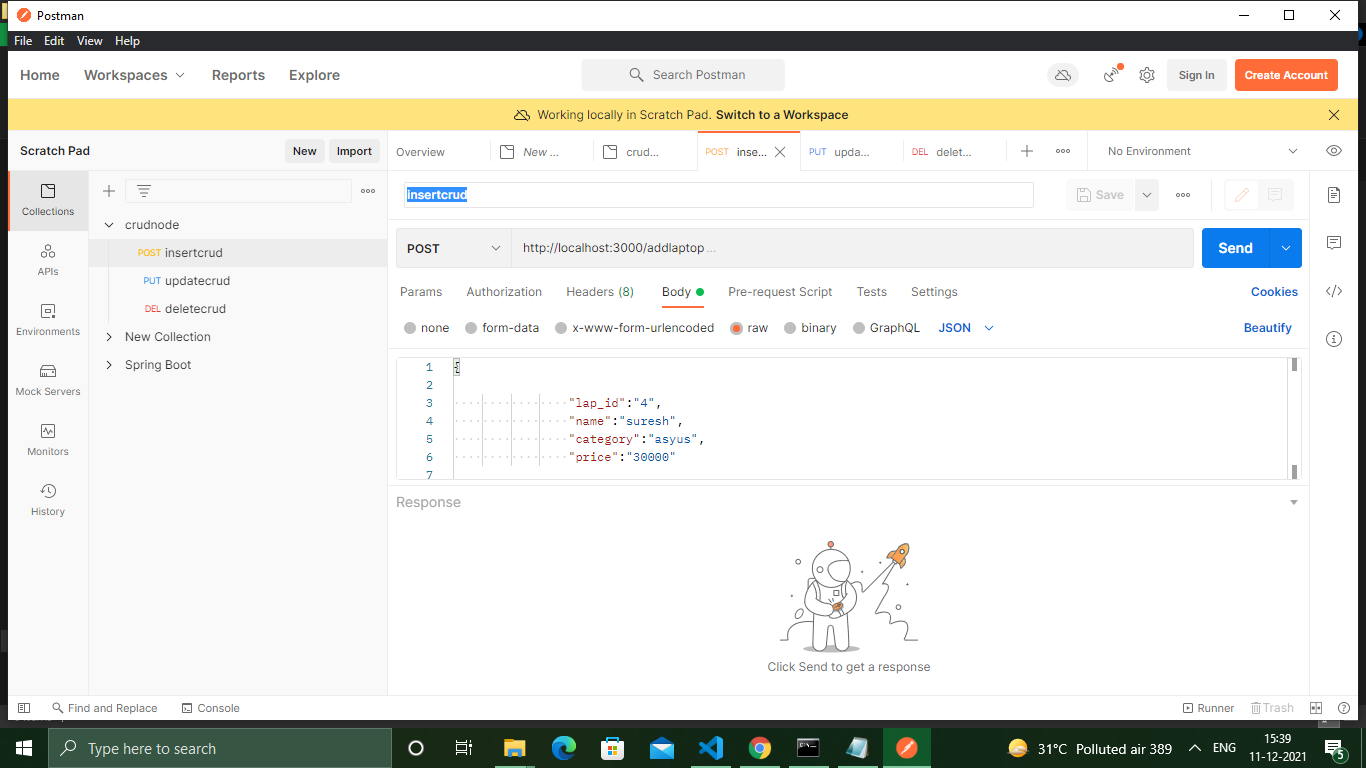 Postman
File Edit View Help
Home Workspaces Reports Explore Search Postman Sign In Create Account
Working locally in Scratch Pad. Switch to a Workspace
Scratch Pad New Import
Overview New ... crud... POST inse... PUT upda... DEL delet... No Environment
Collections
APIs
Environments
Mock Servers
Monitors
History
crudnode
POST insertcrud
PUT updatecrud
DEL deletecrud
New Collection
Spring Boot
insertcrud Save
POST http://localhost:3000/addlaptop ... Send
Params Authorization Headers (8) Body Pre-request Script Tests Settings Cookies
none form-data x-www-form-urlencoded raw binary GraphQL JSON Beautify
1 {
2
3 "lap_id":"4",
4 "name":"suresh",
5 "category":"asyus",
6 "price":"30000"
7
Response
Click Send to get a response
Find and Replace Console Runner Trash
Type here to search 31°C Polluted air 389 ENG 15:39
11-12-2021 5